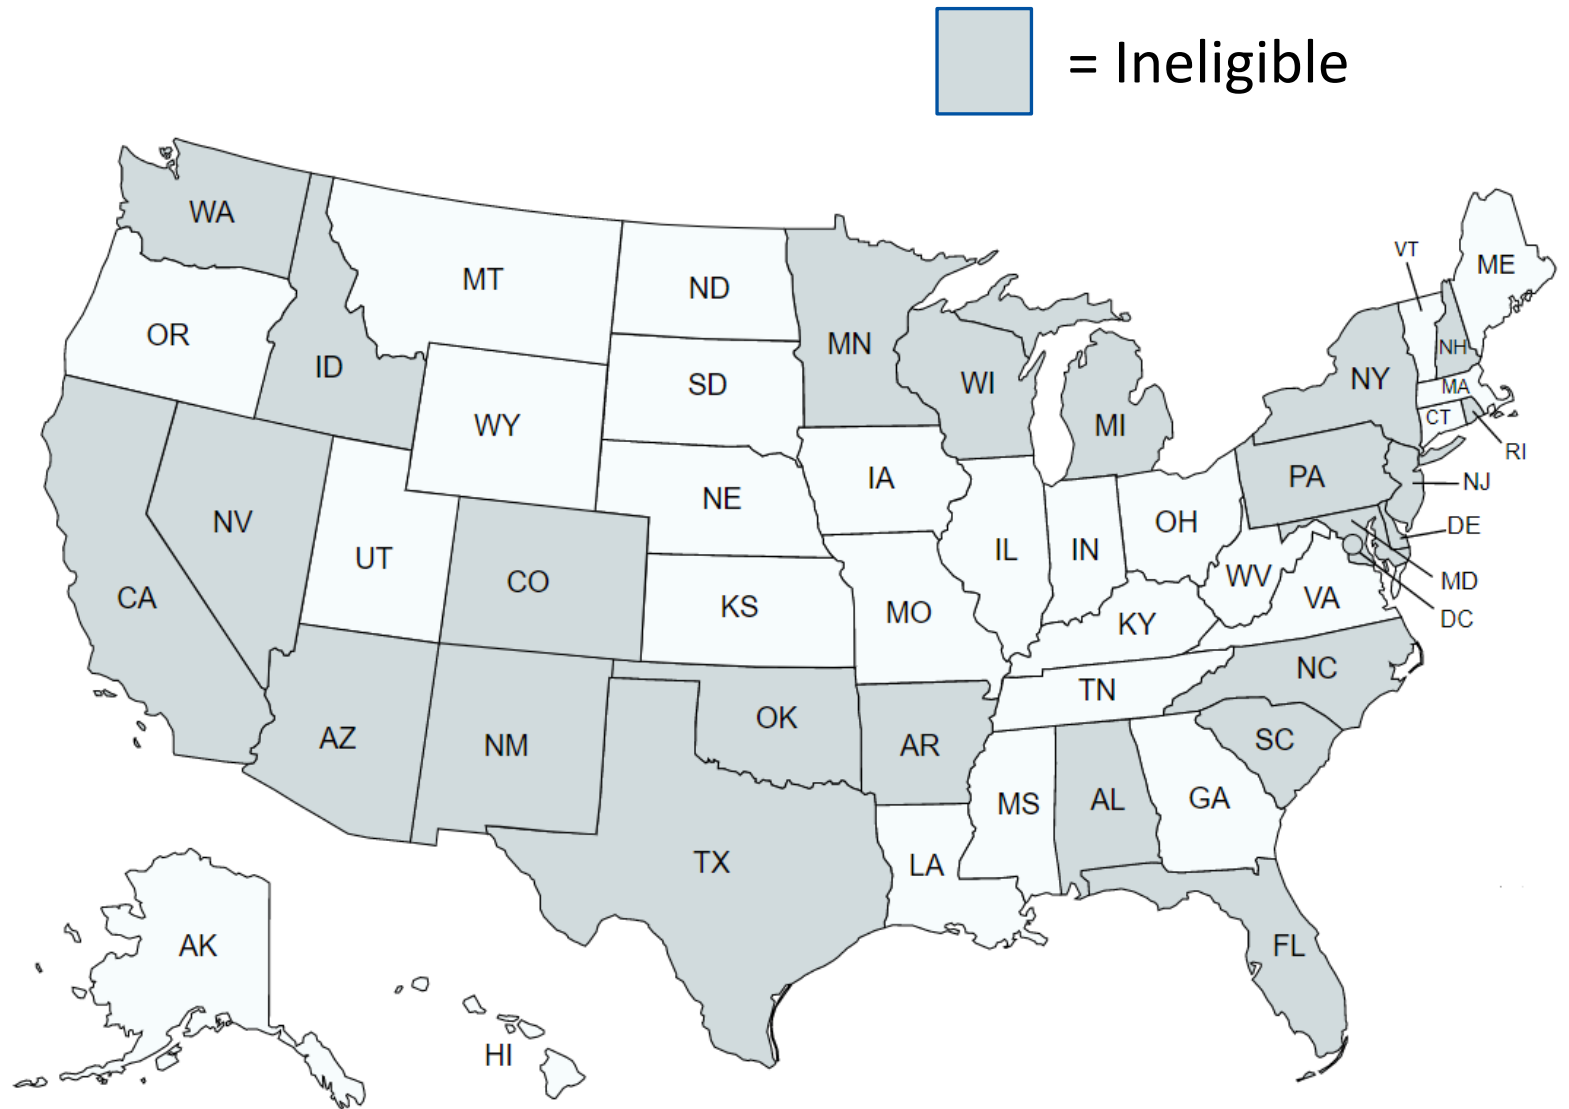 = Ineligible
WA
MT
ND
MN
VT
ME
OR
ID
SD
WI
MI
NY
NH
MA
CT
RI
WY
NE
IA
PA
NJ
NV
UT
CO
IL
IN
OH
DE
CA
KS
MO
WV
VA
MD
DC
KY
NC
AZ
NM
OK
AR
TN
SC
TX
MS
AL
GA
LA
AK
FL
HI